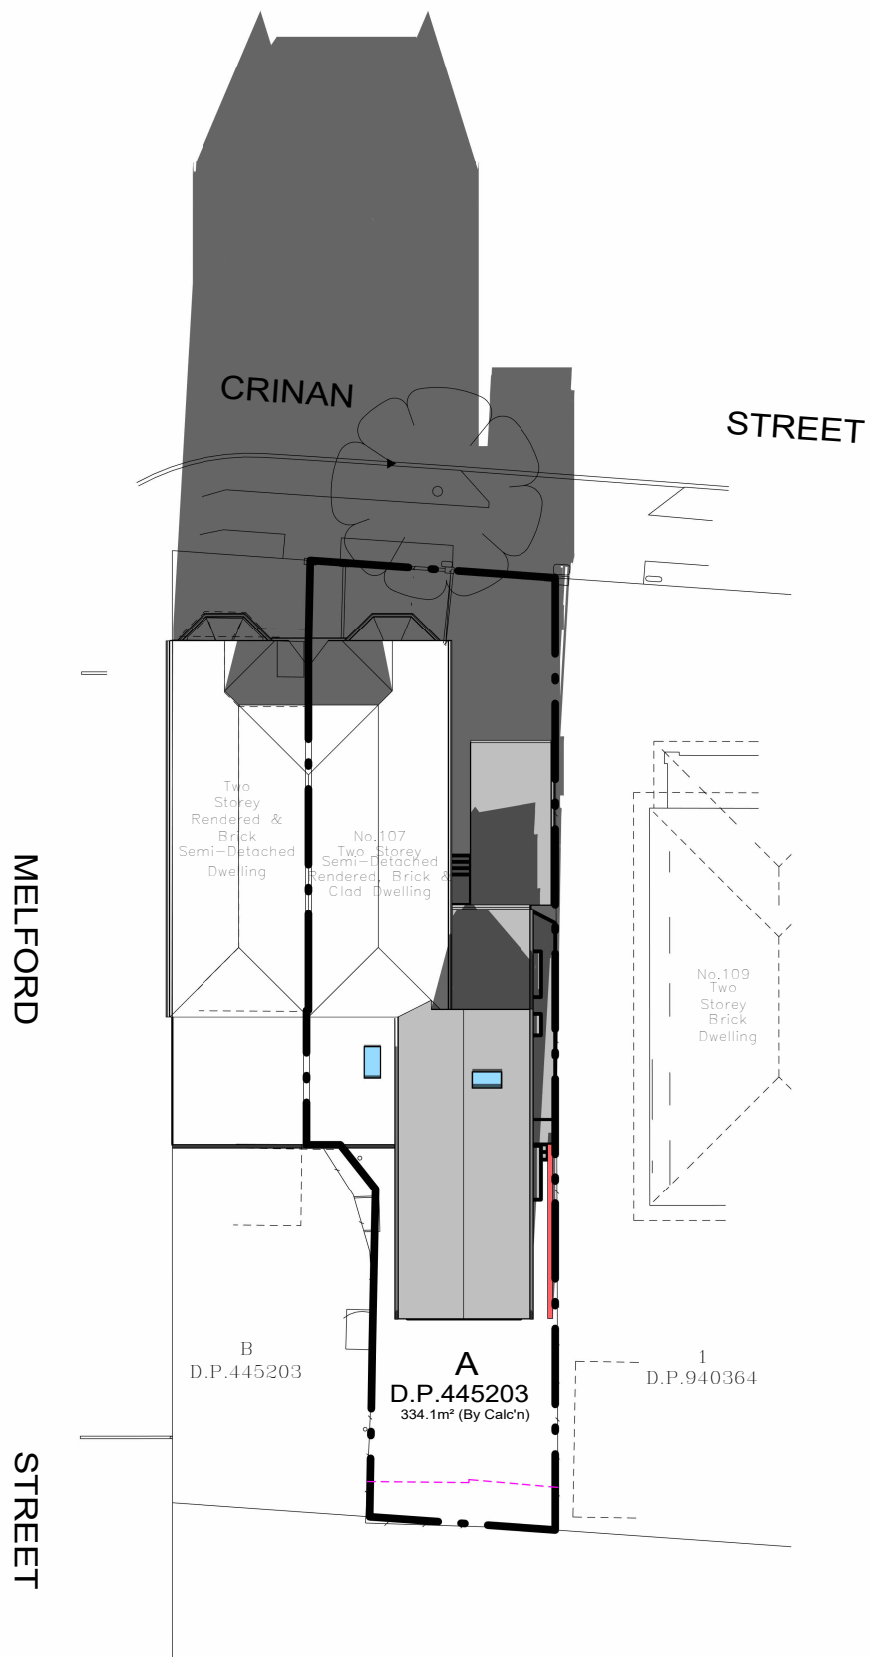 CRINAN
STREET
Two
Storey
Rendered &
Brick
Semi-Detached
Dwelling
No.107
Two Storey
Semi-Detached
Rendered, Brick &
Clad Dwelling
MELFORD
No.109
Two
Storey
Brick
Dwelling
B
D.P.445203
A
D.P.445203
334.1m² (By Calc'n)
1
D.P.940364
STREET